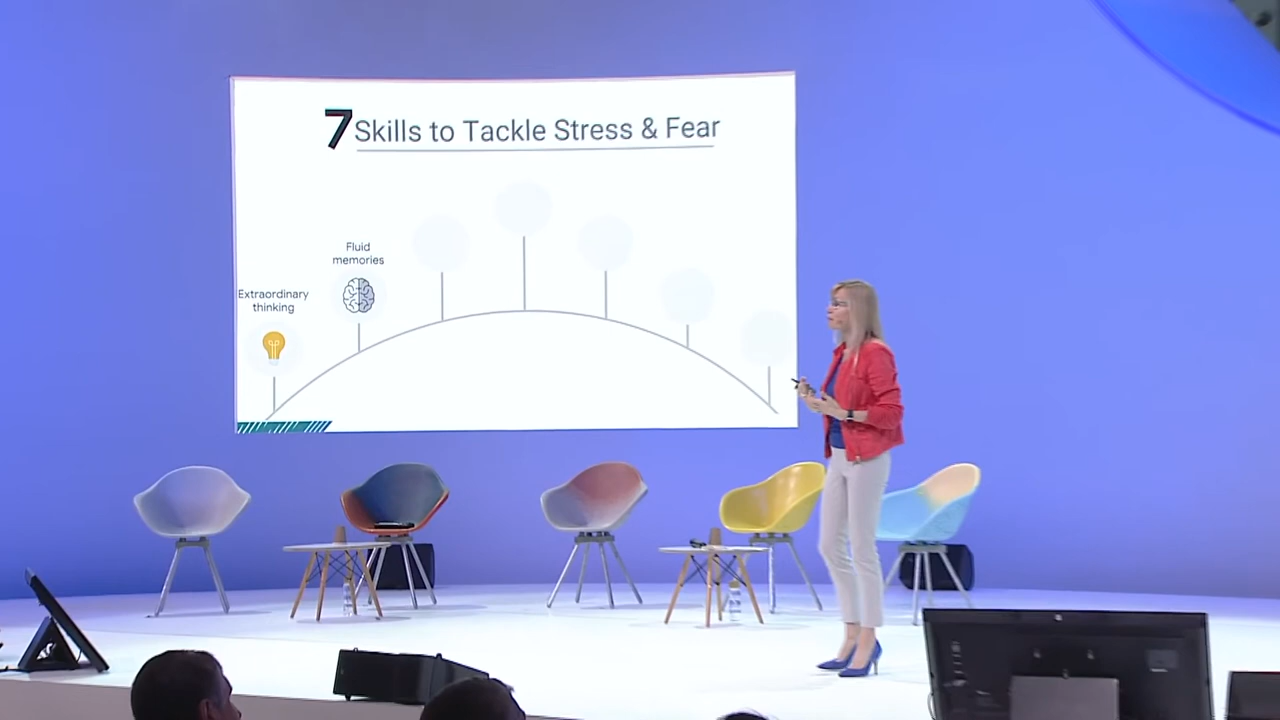 7 Skills to Tackle Stress & Fear
Fluid
memories
Extraordinary
thinking